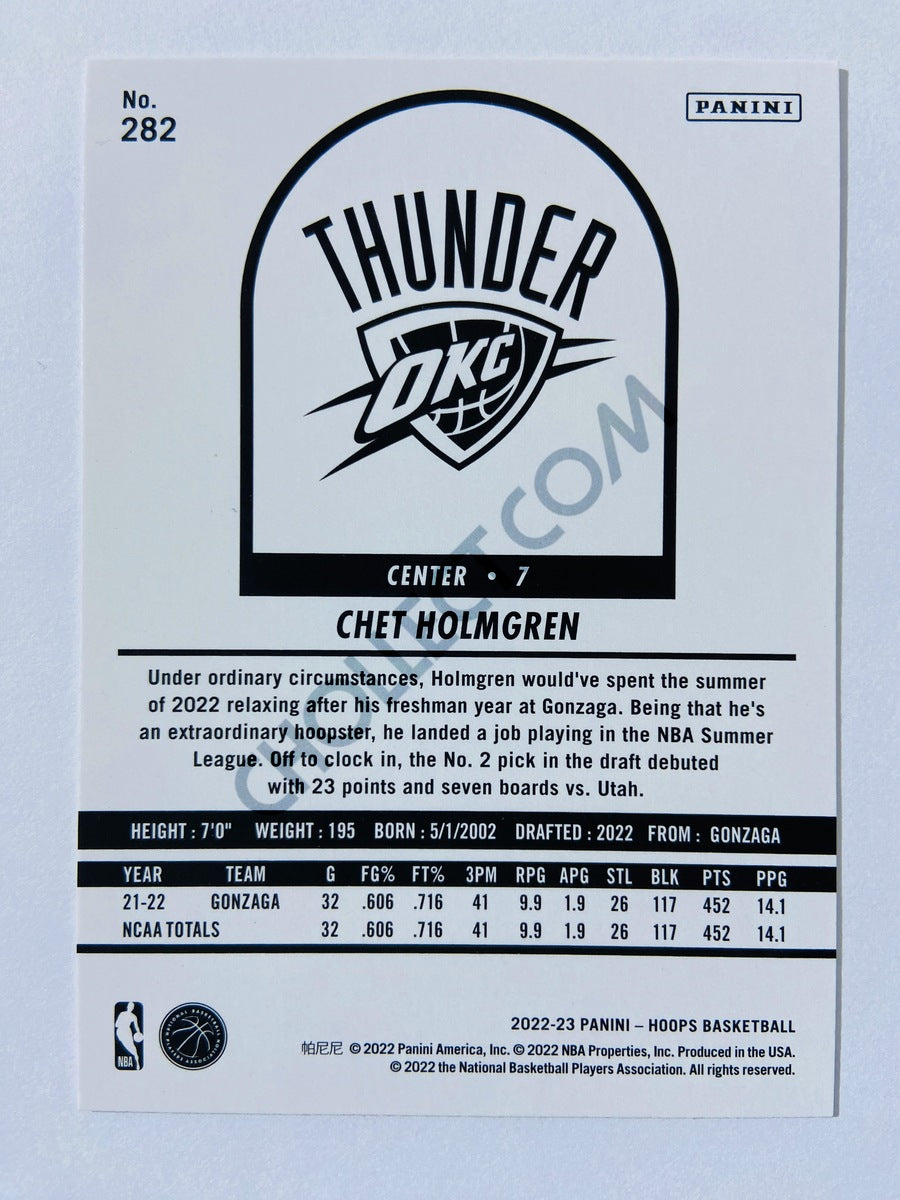 No.
282
PANINI
THUNDER
OKC
CENTER • 7
CHET HOLMGREN
Under ordinary circumstances, Holmgren would've spent the summer
of 2022 relaxing after his freshman year at Gonzaga. Being that he's
an extraordinary hoopster, he landed a job playing in the NBA Summer
League. Off to clock in, the No. 2 pick in the draft debuted
with 23 points and seven boards vs. Utah.
HEIGHT : 7'0" WEIGHT : 195 BORN : 5/1/2002 DRAFTED : 2022 FROM : GONZAGA
YEAR TEAM G FG% FT% 3PM RPG APG STL BLK PTS PPG
21-22 GONZAGA 32 .606 .716 41 9.9 1.9 26 117 452 14.1
NCAA TOTALS 32 .606 .716 41 9.9 1.9 26 117 452 14.1
2022-23 PANINI – HOOPS BASKETBALL
帕尼尼 © 2022 Panini America, Inc. © 2022 NBA Properties, Inc. Produced in the USA.
© 2022 the National Basketball Players Association. All rights reserved.
NBA
NATIONAL BASKETBALL PLAYERS ASSOCIATION
CHOLLECT.COM